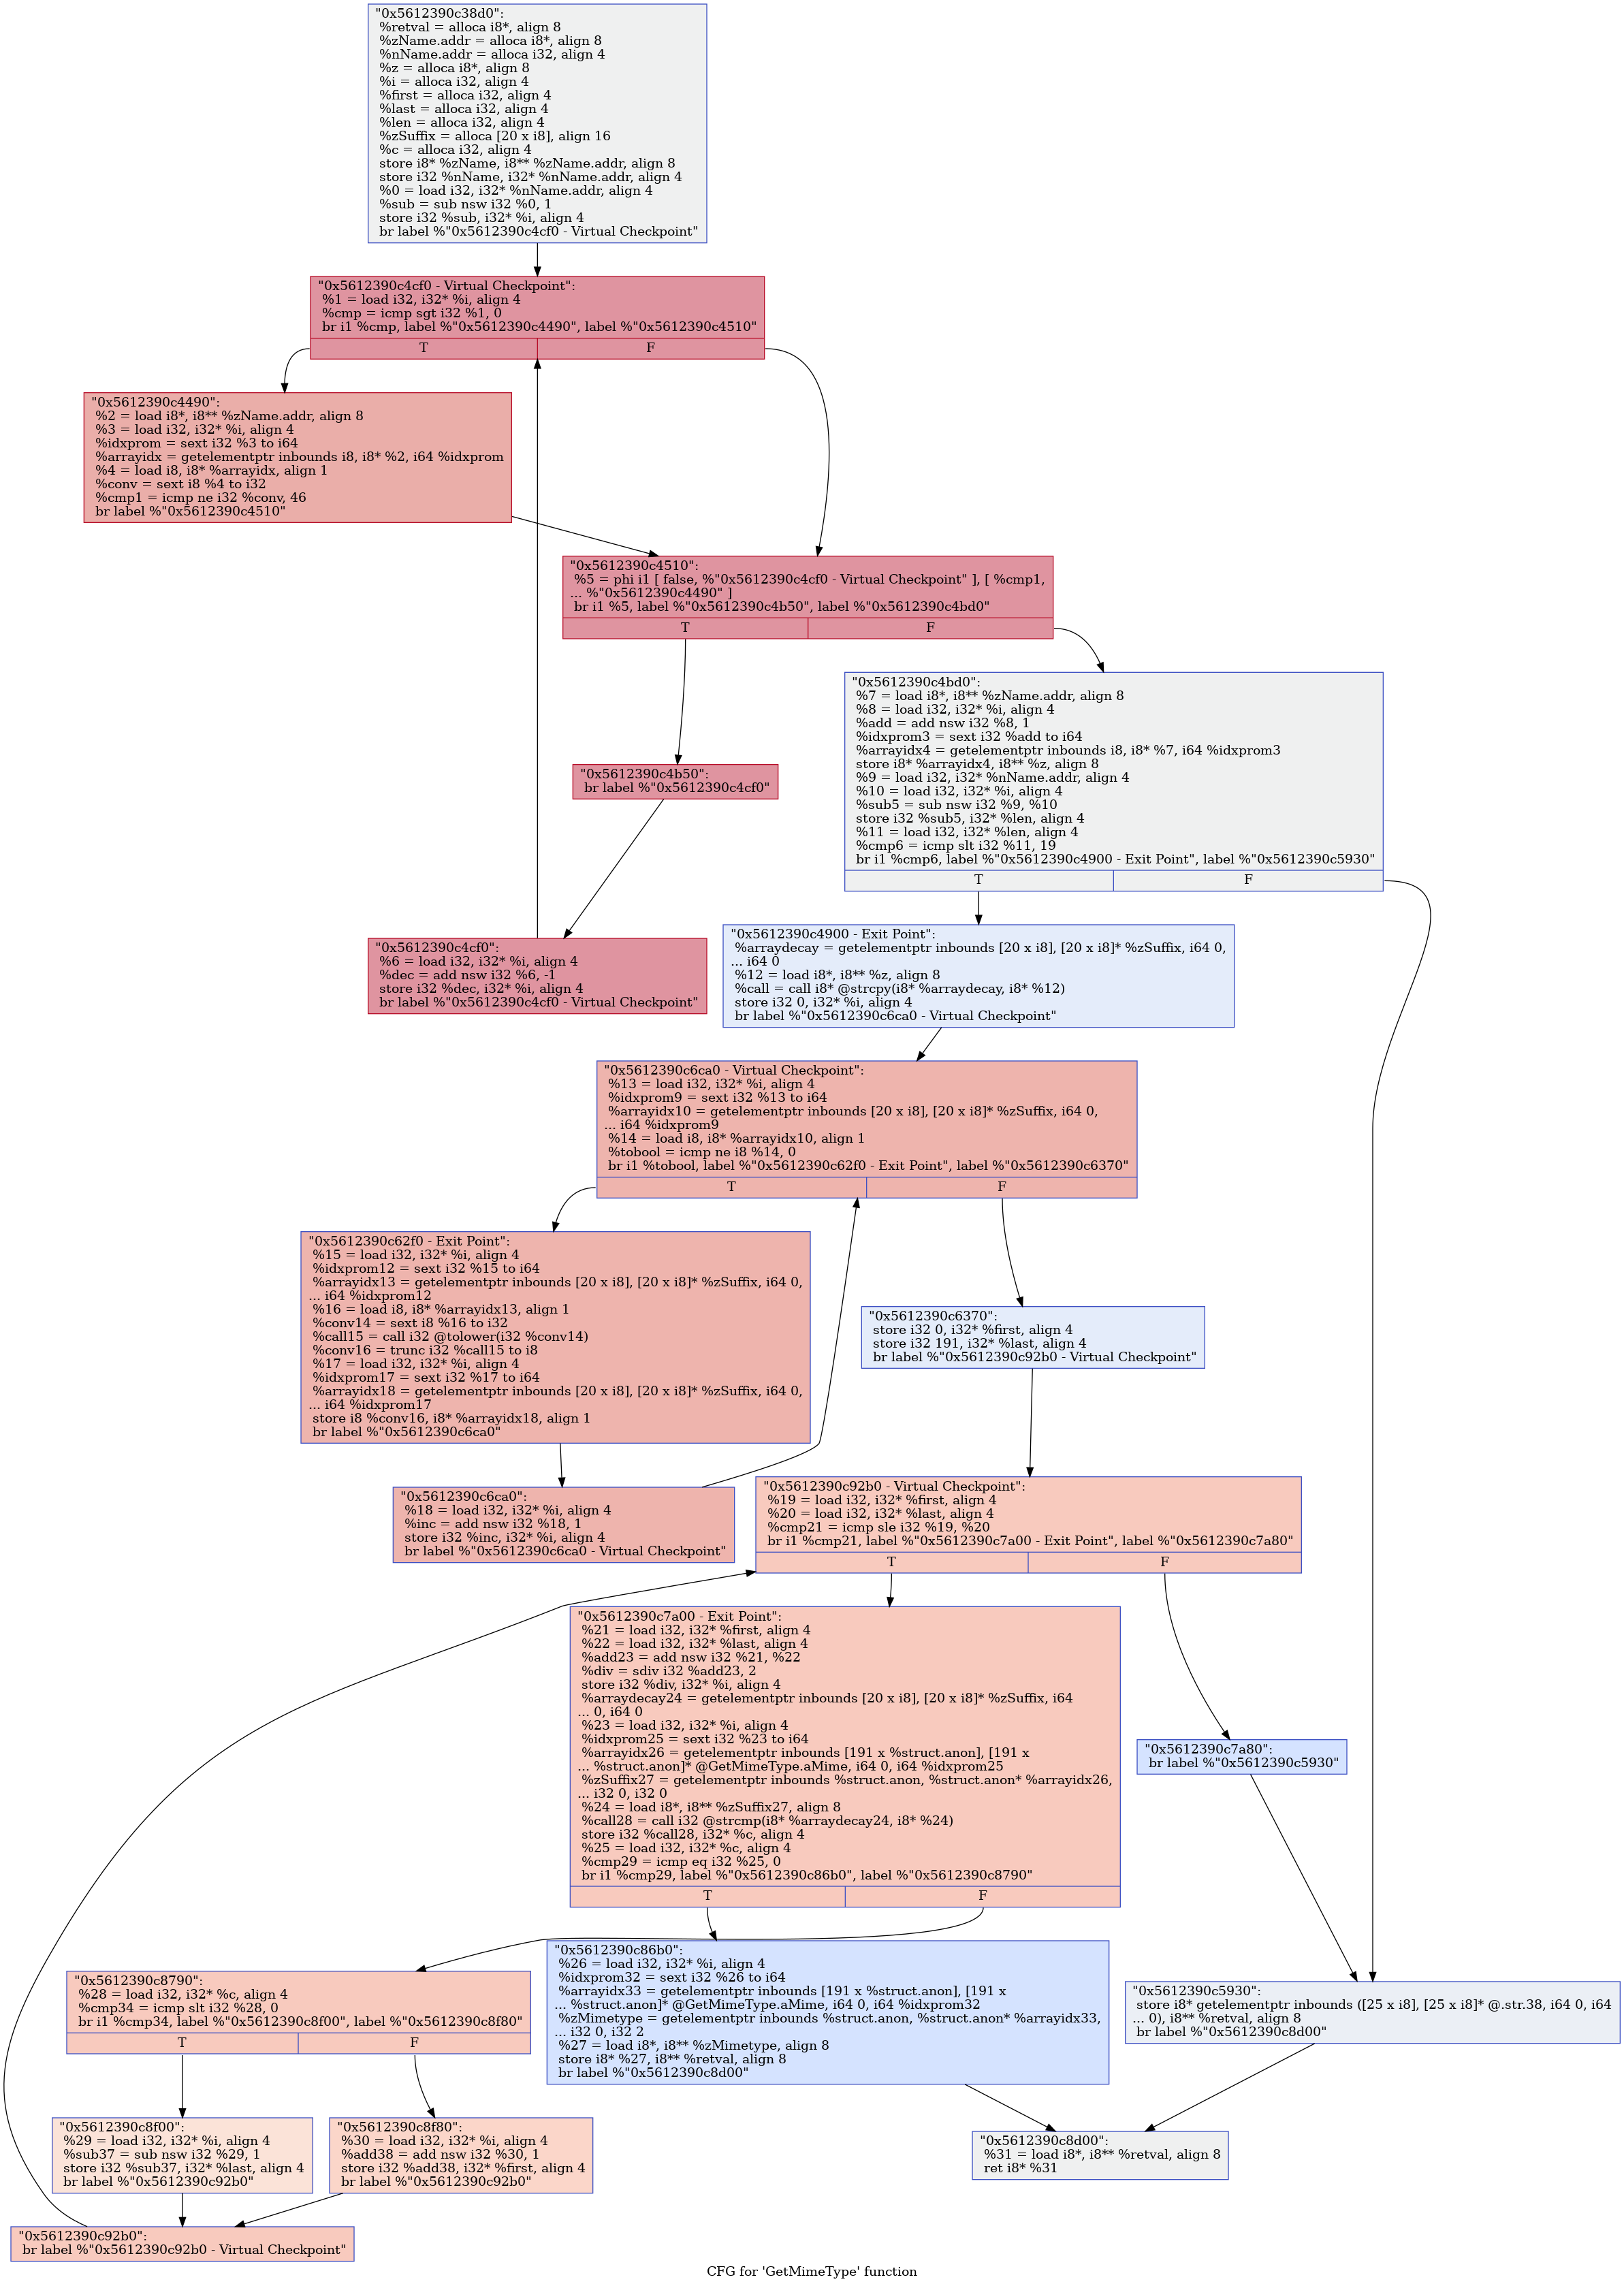 "0x5612390c38d0":
%retval = alloca i8*, align 8
%zName.addr = alloca i8*, align 8
%nName.addr = alloca i32, align 4
%z = alloca i8*, align 8
%i = alloca i32, align 4
%first = alloca i32, align 4
%last = alloca i32, align 4
%len = alloca i32, align 4
%zSuffix = alloca [20 x i8], align 16
%c = alloca i32, align 4
store i8* %zName, i8** %zName.addr, align 8
store i32 %nName, i32* %nName.addr, align 4
%0 = load i32, i32* %nName.addr, align 4
%sub = sub nsw i32 %0, 1
store i32 %sub, i32* %i, align 4
br label %"0x5612390c4cf0 - Virtual Checkpoint"
"0x5612390c4cf0 - Virtual Checkpoint":
%1 = load i32, i32* %i, align 4
%cmp = icmp sgt i32 %1, 0
br i1 %cmp, label %"0x5612390c4490", label %"0x5612390c4510"
T F
"0x5612390c4490":
%2 = load i8*, i8** %zName.addr, align 8
%3 = load i32, i32* %i, align 4
%idxprom = sext i32 %3 to i64
%arrayidx = getelementptr inbounds i8, i8* %2, i64 %idxprom
%4 = load i8, i8* %arrayidx, align 1
%conv = sext i8 %4 to i32
%cmp1 = icmp ne i32 %conv, 46
br label %"0x5612390c4510"
"0x5612390c4510":
%5 = phi i1 [ false, %"0x5612390c4cf0 - Virtual Checkpoint" ], [ %cmp1,
... %"0x5612390c4490" ]
br i1 %5, label %"0x5612390c4b50", label %"0x5612390c4bd0"
T F
"0x5612390c4bd0":
%7 = load i8*, i8** %zName.addr, align 8
%8 = load i32, i32* %i, align 4
%add = add nsw i32 %8, 1
%idxprom3 = sext i32 %add to i64
%arrayidx4 = getelementptr inbounds i8, i8* %7, i64 %idxprom3
store i8* %arrayidx4, i8** %z, align 8
%9 = load i32, i32* %nName.addr, align 4
%10 = load i32, i32* %i, align 4
%sub5 = sub nsw i32 %9, %10
store i32 %sub5, i32* %len, align 4
%11 = load i32, i32* %len, align 4
%cmp6 = icmp slt i32 %11, 19
br i1 %cmp6, label %"0x5612390c4900 - Exit Point", label %"0x5612390c5930"
T F
"0x5612390c4b50":
br label %"0x5612390c4cf0"
"0x5612390c4cf0":
%6 = load i32, i32* %i, align 4
%dec = add nsw i32 %6, -1
store i32 %dec, i32* %i, align 4
br label %"0x5612390c4cf0 - Virtual Checkpoint"
"0x5612390c4900 - Exit Point":
%arraydecay = getelementptr inbounds [20 x i8], [20 x i8]* %zSuffix, i64 0,
... i64 0
%12 = load i8*, i8** %z, align 8
%call = call i8* @strcpy(i8* %arraydecay, i8* %12)
store i32 0, i32* %i, align 4
br label %"0x5612390c6ca0 - Virtual Checkpoint"
"0x5612390c6ca0 - Virtual Checkpoint":
%13 = load i32, i32* %i, align 4
%idxprom9 = sext i32 %13 to i64
%arrayidx10 = getelementptr inbounds [20 x i8], [20 x i8]* %zSuffix, i64 0,
... i64 %idxprom9
%14 = load i8, i8* %arrayidx10, align 1
%tobool = icmp ne i8 %14, 0
br i1 %tobool, label %"0x5612390c62f0 - Exit Point", label %"0x5612390c6370"
T F
"0x5612390c62f0 - Exit Point":
%15 = load i32, i32* %i, align 4
%idxprom12 = sext i32 %15 to i64
%arrayidx13 = getelementptr inbounds [20 x i8], [20 x i8]* %zSuffix, i64 0,
... i64 %idxprom12
%16 = load i8, i8* %arrayidx13, align 1
%conv14 = sext i8 %16 to i32
%call15 = call i32 @tolower(i32 %conv14)
%conv16 = trunc i32 %call15 to i8
%17 = load i32, i32* %i, align 4
%idxprom17 = sext i32 %17 to i64
%arrayidx18 = getelementptr inbounds [20 x i8], [20 x i8]* %zSuffix, i64 0,
... i64 %idxprom17
store i8 %conv16, i8* %arrayidx18, align 1
br label %"0x5612390c6ca0"
"0x5612390c6370":
store i32 0, i32* %first, align 4
store i32 191, i32* %last, align 4
br label %"0x5612390c92b0 - Virtual Checkpoint"
"0x5612390c6ca0":
%18 = load i32, i32* %i, align 4
%inc = add nsw i32 %18, 1
store i32 %inc, i32* %i, align 4
br label %"0x5612390c6ca0 - Virtual Checkpoint"
"0x5612390c92b0 - Virtual Checkpoint":
%19 = load i32, i32* %first, align 4
%20 = load i32, i32* %last, align 4
%cmp21 = icmp sle i32 %19, %20
br i1 %cmp21, label %"0x5612390c7a00 - Exit Point", label %"0x5612390c7a80"
T F
"0x5612390c7a00 - Exit Point":
%21 = load i32, i32* %first, align 4
%22 = load i32, i32* %last, align 4
%add23 = add nsw i32 %21, %22
%div = sdiv i32 %add23, 2
store i32 %div, i32* %i, align 4
%arraydecay24 = getelementptr inbounds [20 x i8], [20 x i8]* %zSuffix, i64
... 0, i64 0
%23 = load i32, i32* %i, align 4
%idxprom25 = sext i32 %23 to i64
%arrayidx26 = getelementptr inbounds [191 x %struct.anon], [191 x
... %struct.anon]* @GetMimeType.aMime, i64 0, i64 %idxprom25
%zSuffix27 = getelementptr inbounds %struct.anon, %struct.anon* %arrayidx26,
... i32 0, i32 0
%24 = load i8*, i8** %zSuffix27, align 8
%call28 = call i32 @strcmp(i8* %arraydecay24, i8* %24)
store i32 %call28, i32* %c, align 4
%25 = load i32, i32* %c, align 4
%cmp29 = icmp eq i32 %25, 0
br i1 %cmp29, label %"0x5612390c86b0", label %"0x5612390c8790"
T F
"0x5612390c7a80":
br label %"0x5612390c5930"
"0x5612390c86b0":
%26 = load i32, i32* %i, align 4
%idxprom32 = sext i32 %26 to i64
%arrayidx33 = getelementptr inbounds [191 x %struct.anon], [191 x
... %struct.anon]* @GetMimeType.aMime, i64 0, i64 %idxprom32
%zMimetype = getelementptr inbounds %struct.anon, %struct.anon* %arrayidx33,
... i32 0, i32 2
%27 = load i8*, i8** %zMimetype, align 8
store i8* %27, i8** %retval, align 8
br label %"0x5612390c8d00"
"0x5612390c8790":
%28 = load i32, i32* %c, align 4
%cmp34 = icmp slt i32 %28, 0
br i1 %cmp34, label %"0x5612390c8f00", label %"0x5612390c8f80"
T F
"0x5612390c5930":
store i8* getelementptr inbounds ([25 x i8], [25 x i8]* @.str.38, i64 0, i64
... 0), i8** %retval, align 8
br label %"0x5612390c8d00"
"0x5612390c8f00":
%29 = load i32, i32* %i, align 4
%sub37 = sub nsw i32 %29, 1
store i32 %sub37, i32* %last, align 4
br label %"0x5612390c92b0"
"0x5612390c8f80":
%30 = load i32, i32* %i, align 4
%add38 = add nsw i32 %30, 1
store i32 %add38, i32* %first, align 4
br label %"0x5612390c92b0"
"0x5612390c8d00":
%31 = load i8*, i8** %retval, align 8
ret i8* %31
"0x5612390c92b0":
br label %"0x5612390c92b0 - Virtual Checkpoint"
CFG for 'GetMimeType' function